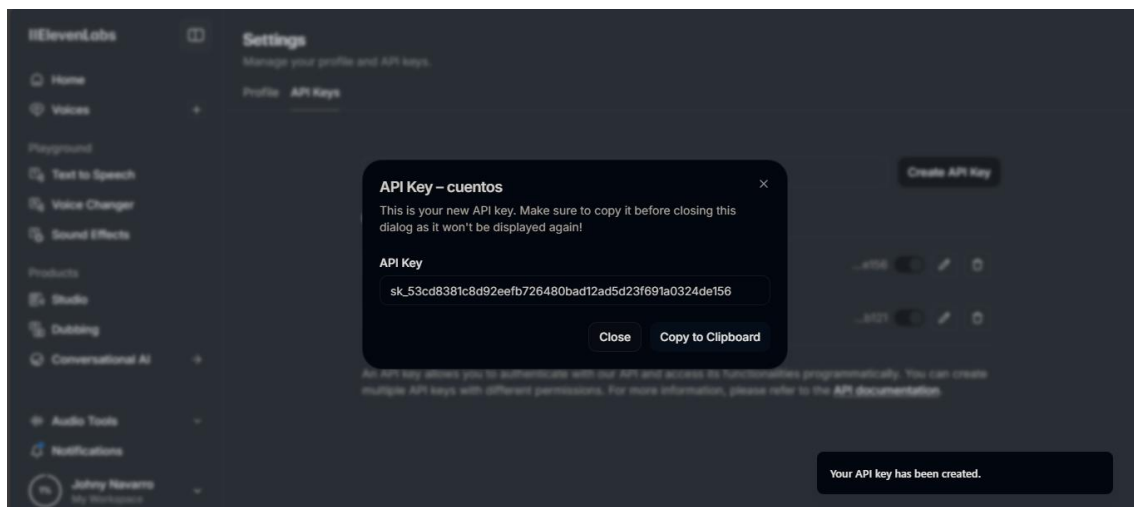 IIElevenLabs
Home
Voices
Playground
Text to Speech
Voice Changer
Sound Effects
Products
Studio
Dubbing
Conversational AI
Audio Tools
Notifications
Johny Navarro
My Workspace
Settings
Manage your profile and API keys.
Profile API Keys
Create API Key
API Key – cuentos
This is your new API key. Make sure to copy it before closing this
dialog as it won't be displayed again!
API Key
sk_53cd8381c8d92eefb726480bad12ad5d23f691a0324de156
Close Copy to Clipboard
...e156
An API key allows you to authenticate with our API and access its functionalities programmatically. You can create
multiple API keys with different permissions. For more information, please refer to the API documentation.
Your API key has been created.